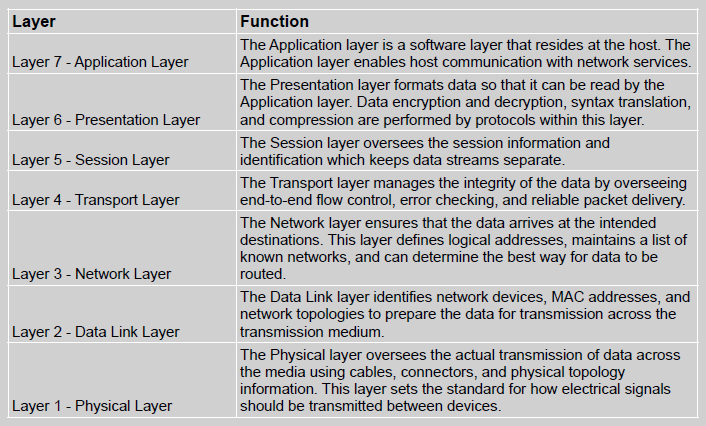 Layer
Function
Layer 7 - Application Layer
The Application layer is a software layer that resides at the host. The
Application layer enables host communication with network services.
Layer 6 - Presentation Layer
The Presentation layer formats data so that it can be read by the
Application layer. Data encryption and decryption, syntax translation,
and compression are performed by protocols within this layer.
Layer 5 - Session Layer
The Session layer oversees the session information and
identification which keeps data streams separate.
Layer 4 - Transport Layer
The Transport layer manages the integrity of the data by overseeing
end-to-end flow control, error checking, and reliable packet delivery.
Layer 3 - Network Layer
The Network layer ensures that the data arrives at the intended
destinations. This layer defines logical addresses, maintains a list of
known networks, and can determine the best way for data to be
routed.
Layer 2 - Data Link Layer
The Data Link layer identifies network devices, MAC addresses, and
network topologies to prepare the data for transmission across the
transmission medium.
Layer 1 - Physical Layer
The Physical layer oversees the actual transmission of data across
the media using cables, connectors, and physical topology
information. This layer sets the standard for how electrical signals
should be transmitted between devices.